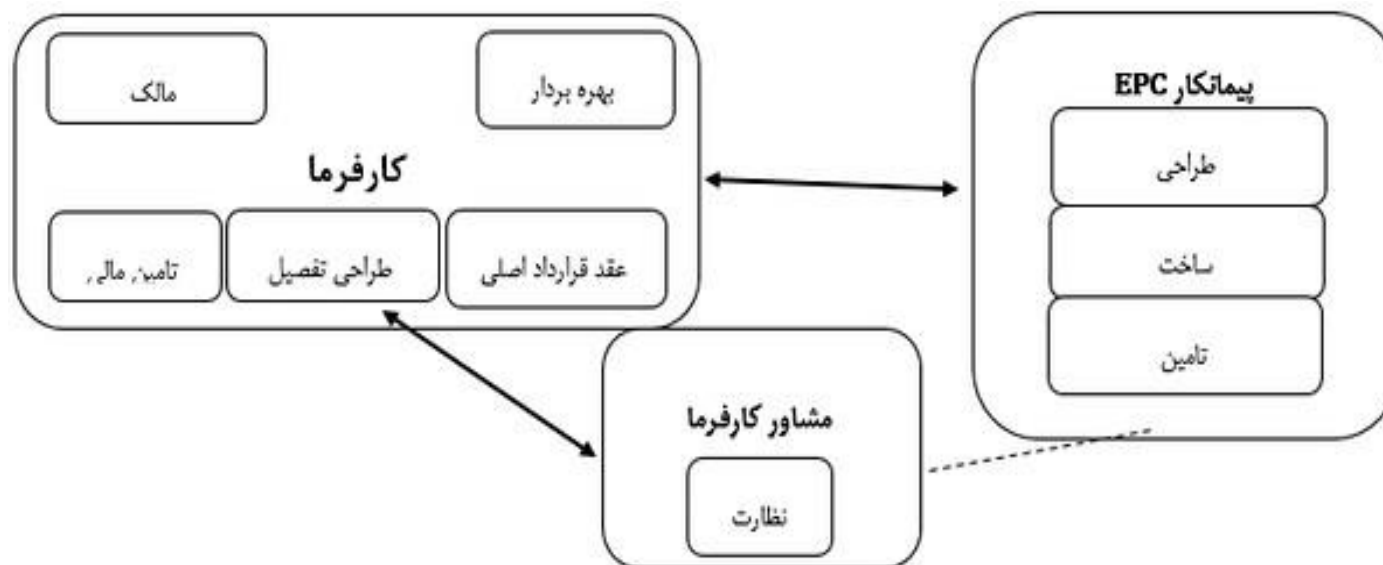 بهره بردار
مالک
کارفرما
عقد قرارداد اصلی
طراحی تفصیل
تامین مالی
پیمانکار EPC
طراحی
ساخت
تامین
مشاور کارفرما
نظارت